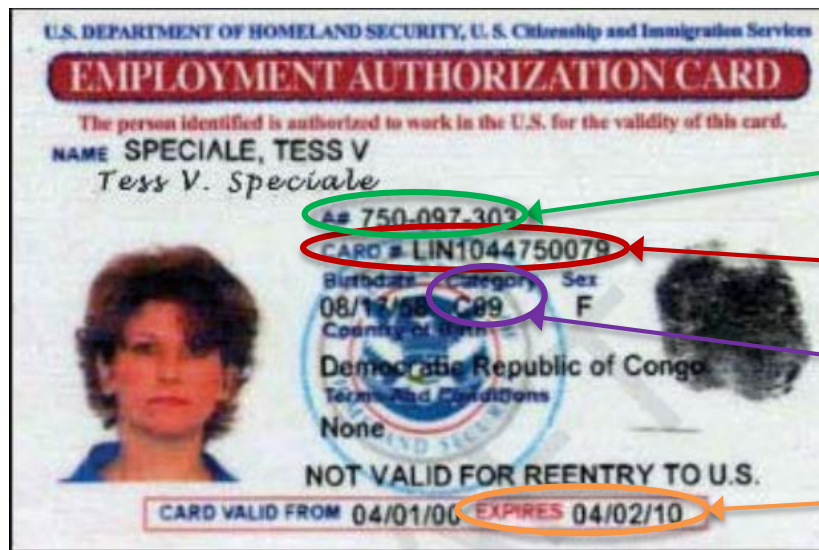 U.S. DEPARTMENT OF HOMELAND SECURITY, U. S. Citizenship and Immigration Services
EMPLOYMENT AUTHORIZATION CARD
The person identified is authorized to work in the U.S. for the validity of this card.
NAME SPECIALE, TESS V
Tess V. Speciale
A# 750-097-303
CARD # LIN1044750079
Birthdate Category Sex
C09 F
Country of Birth
Democratic Republic of Congo
Terms And Conditions
None
NOT VALID FOR REENTRY TO U.S.
CARD VALID FROM 04/01/00 EXPIRES 04/02/10